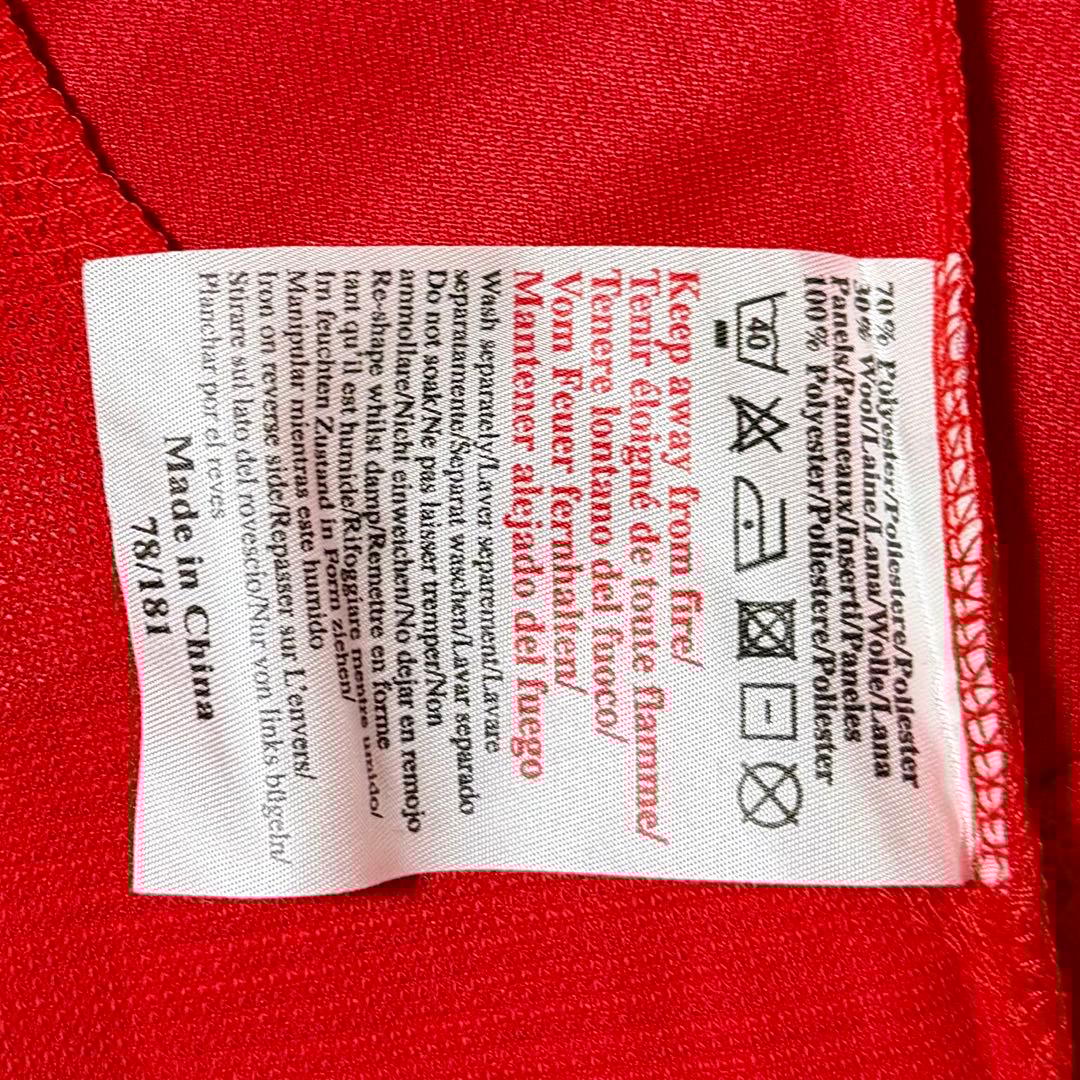 70% Polyester/Poliestere/Poliester
30% Wool/Laine/Lana/Wolle/Lana
Panels/Panneaux/Inserti/Paneles
100% Polyester/Poliestere/Poliester
40
Keep away from fire/
Tenir éloigné de toute flamme/
Tenere lontano del fuoco/
Vom Feuer fernhalten/
Mantener alejado del fuego
Wash separately/Laver separement/Lavare
separamente/Separat waschen/Lavar separado
Do not soak/Ne pas laisser tremper/Non
ammollare/Nicht einweichen/No dejar en remojo
Re-shape whilst damp/Remettre en forme
tant qu'il est humide/Rifoggiare mentre umido/
Im feuchten Zustand in Form ziehen/
Manipular mientras este humido
Iron on reverse side/Repasser sur L'envers/
Stirare sul lato del rovescio/Nur von links bügeln/
Planchar por el reves
Made in China
78/181